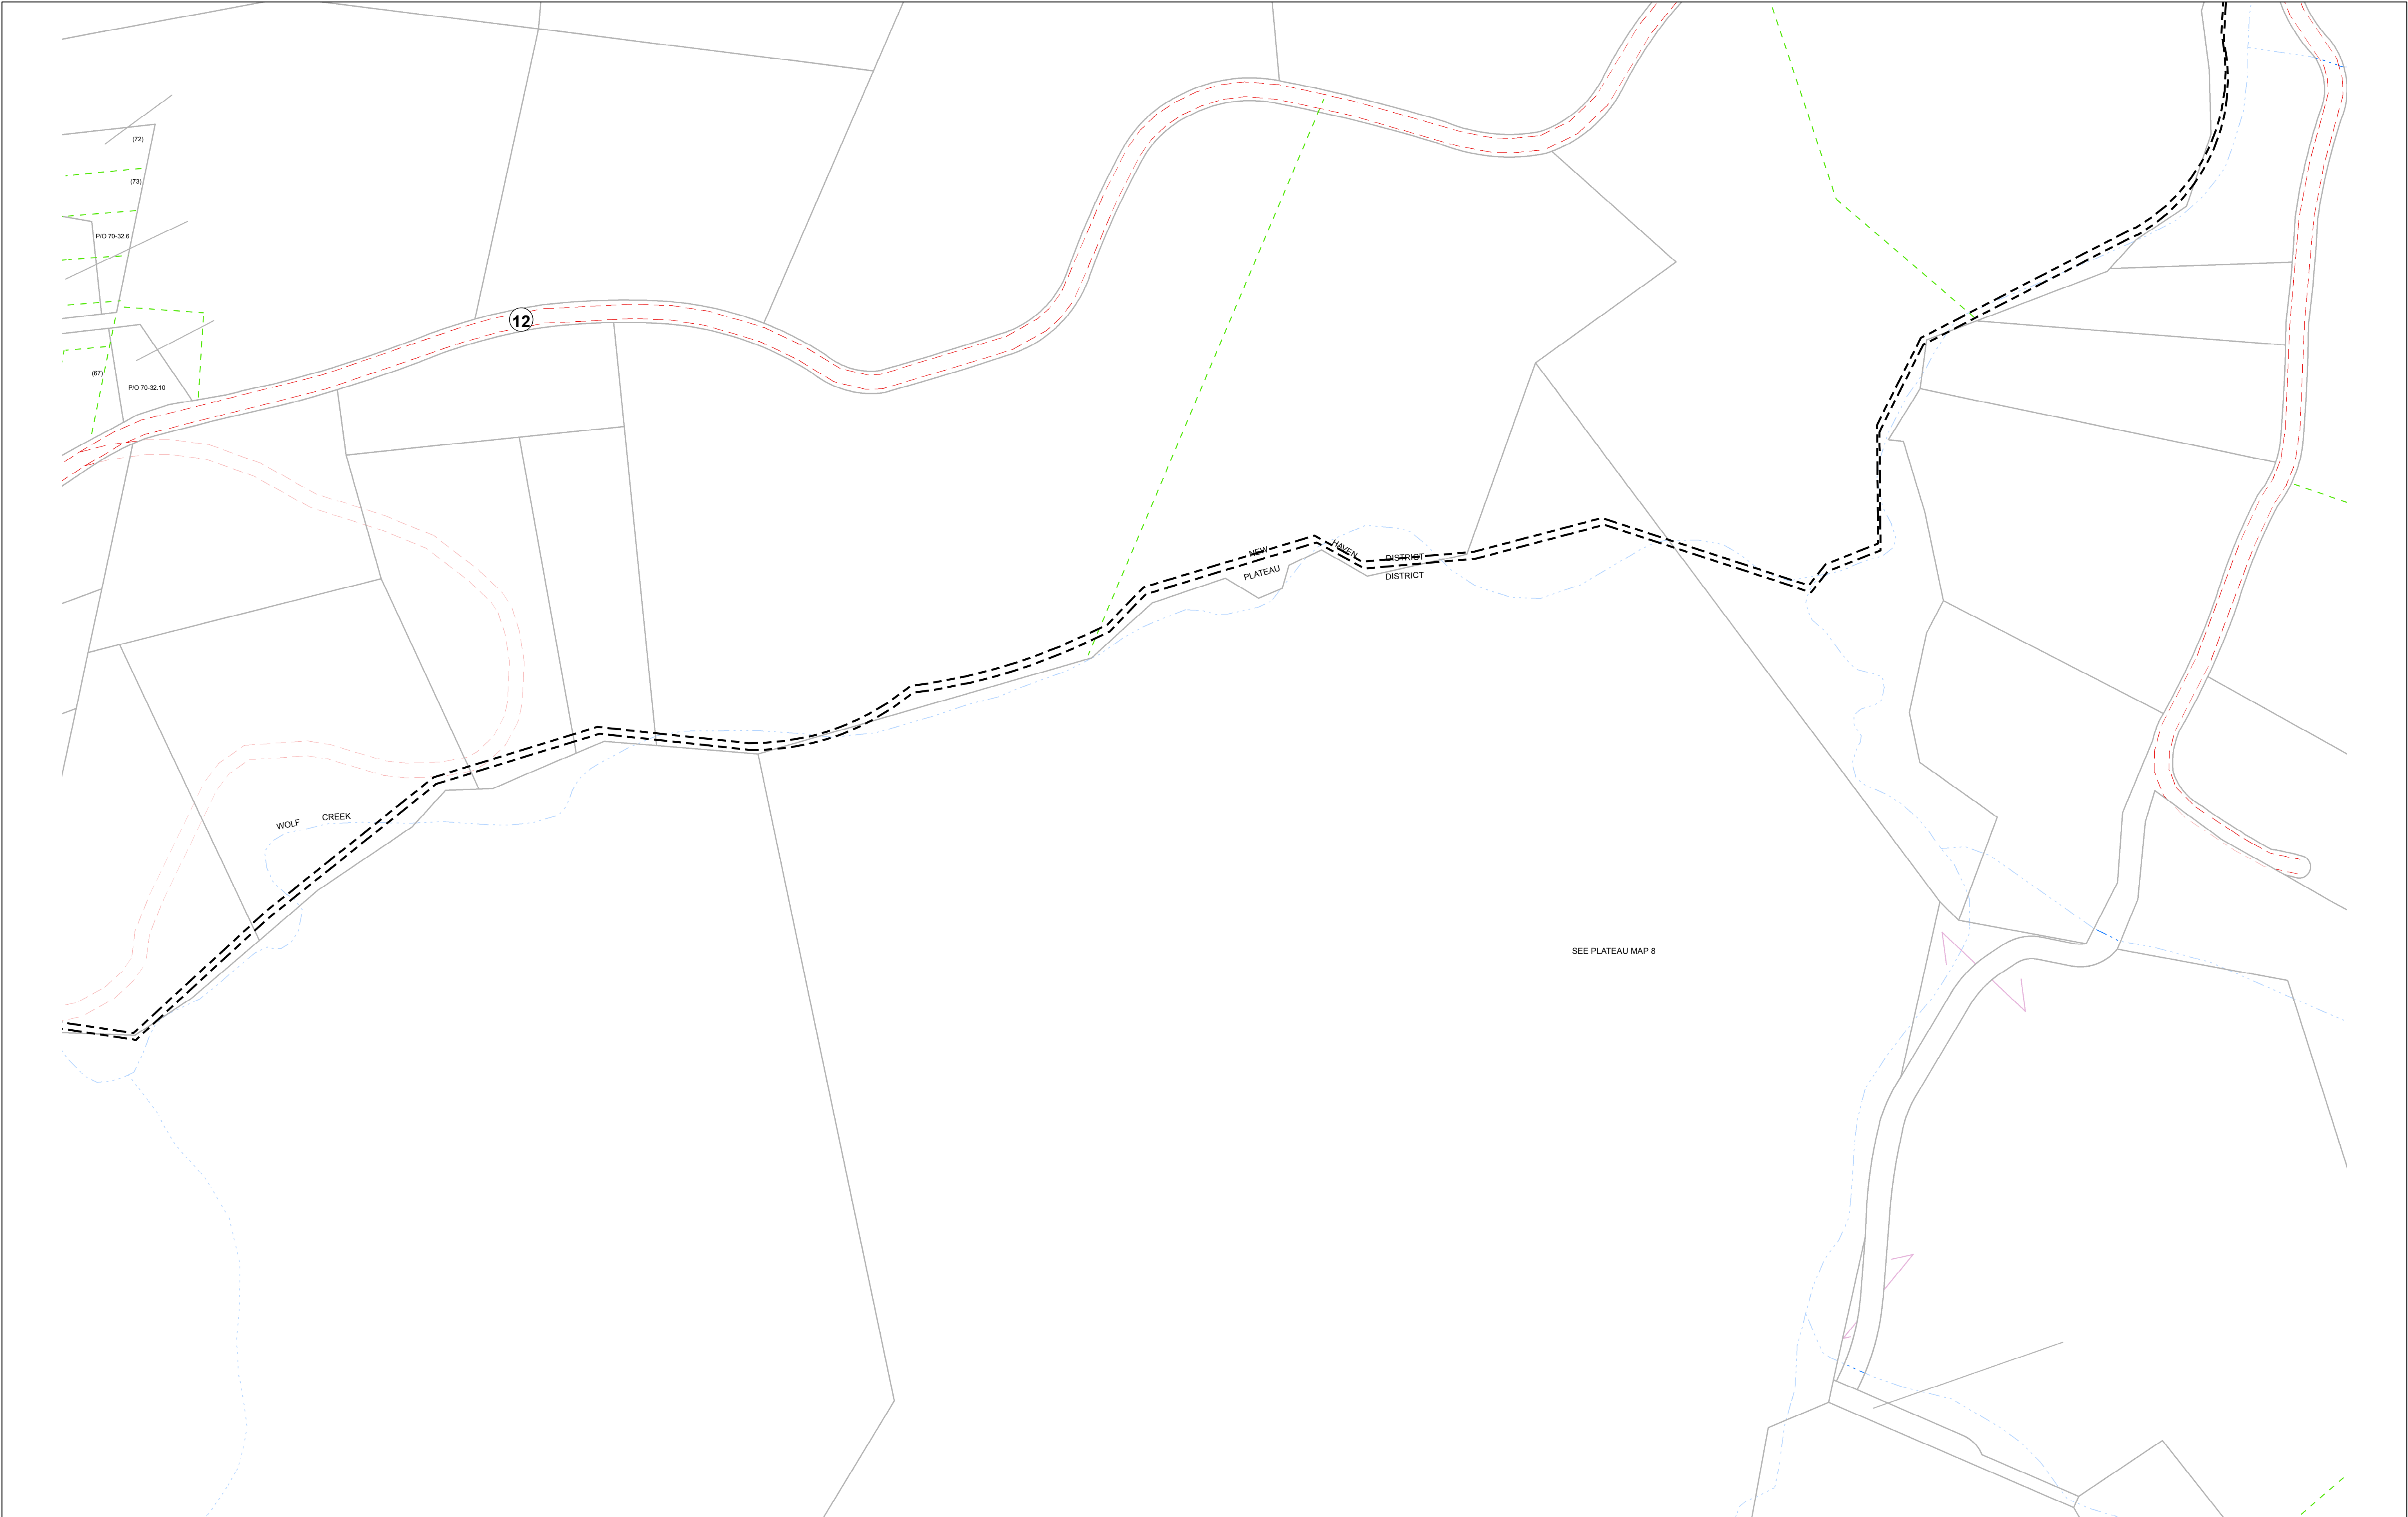 (72)
(73)
P/O 70-32.6
12
(67)
P/O 70-32.10
NEW HAVEN DISTRICT
PLATEAU DISTRICT
WOLF CREEK
SEE PLATEAU MAP 8